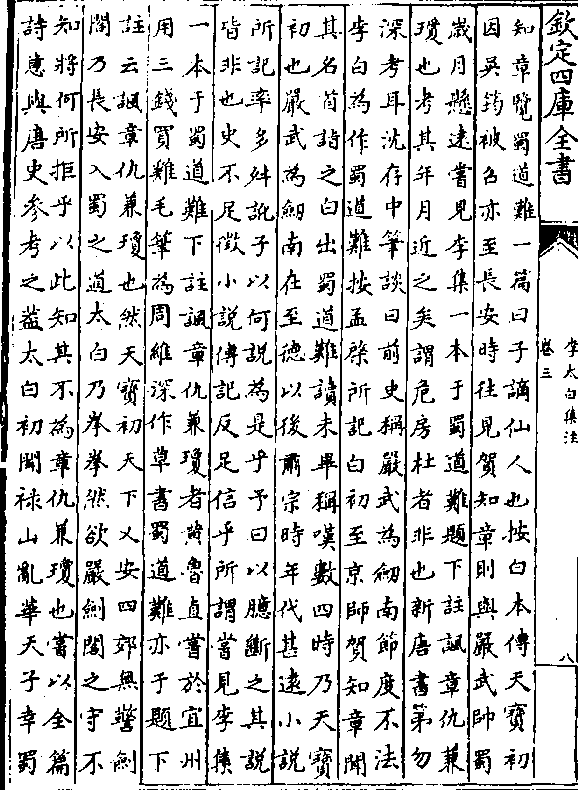 欽定四庫全書
李太白集注
卷三
八
知章覽蜀道難一篇曰子謫仙人也按白本傳天寶初
因吳筠被召亦至長安時往見賀知章則與嚴武帥蜀
歲月懸遠嘗見李集一本于蜀道難題下註諷章仇兼
瓊也考其年月近之矣謂危房杜者非也新唐書第勿
深考耳沈存中筆談曰前史稱嚴武為劒南節度不法
李白為作蜀道難按孟棨所記白初至京師賀知章聞
其名首詣之白出蜀道難讀未畢稱嘆數四時乃天寶
初也嚴武為劒南在至德以後肅宗時年代甚遠小說
所記率多舛訛子以何說為是乎予曰以臆斷之其說
皆非也史不足徴小說傳記反足信乎所謂嘗見李集
一本于蜀道難下註諷章仇兼瓊者黃魯直嘗於宜州
用三錢買雞毛筆為周維深作草書蜀道難亦于題下
註云諷章仇兼瓊也然天寶初天下乂安四郊無警劍
閣乃長安入蜀之道太白乃拳拳然欲嚴劍閣之守不
知將何所拒乎以此知其不為章仇兼瓊也嘗以全篇
詩意與唐史參考之蓋太白初聞祿山亂華天子幸蜀